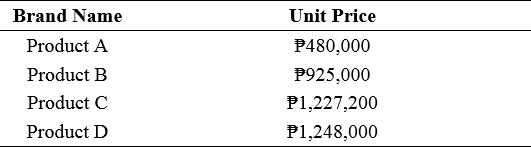 Brand Name Unit Price
Product A ₱480,000
Product B ₱925,000
Product C ₱1,227,200
Product D ₱1,248,000